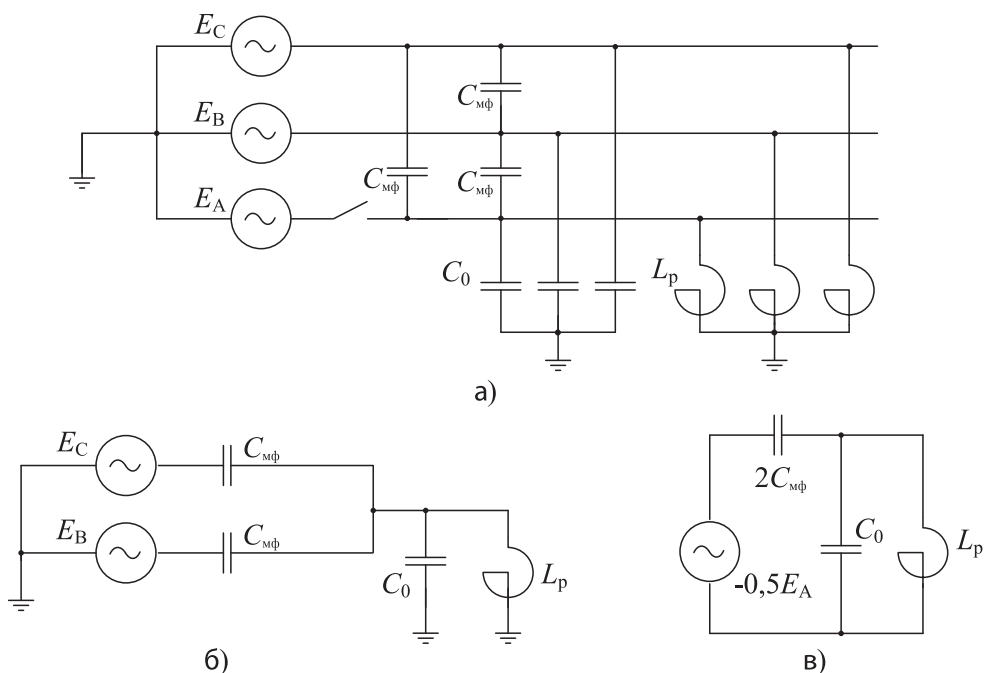 E_C
C_мф
E_B
C_мф
C_мф
E_A
C_0
L_р
а)
E_C
C_мф
E_B
C_мф
C_0
L_р
б)
2C_мф
C_0
L_р
-0,5E_A
в)